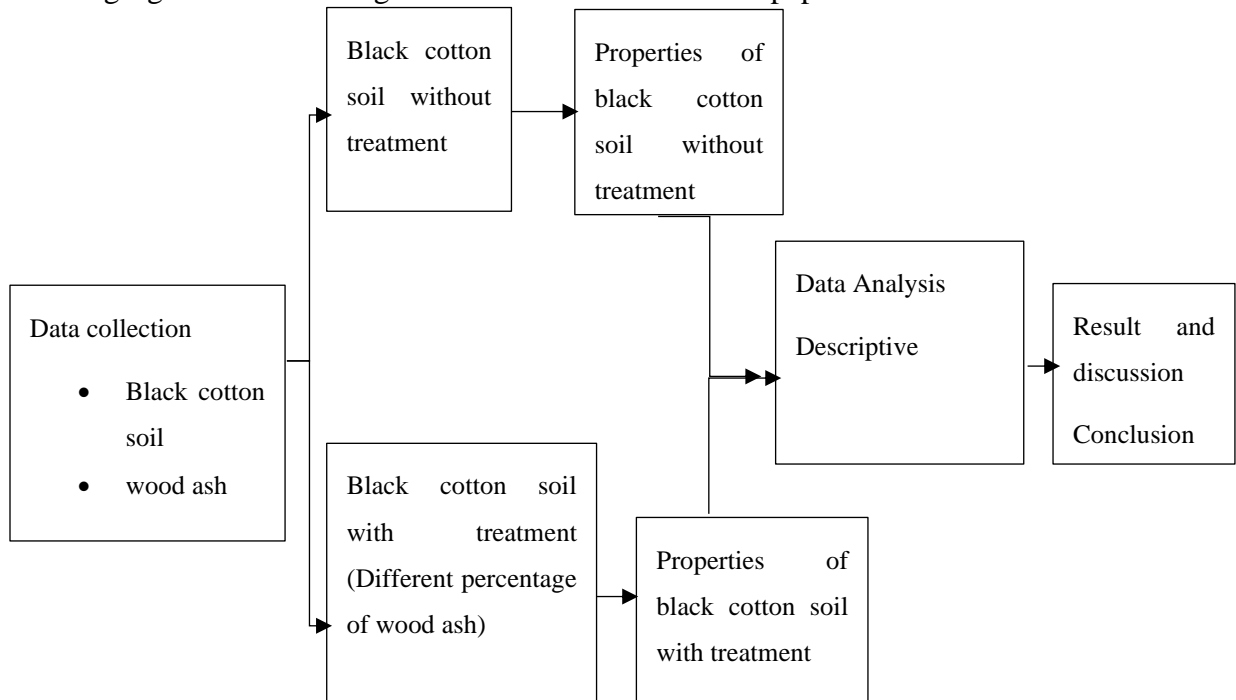 Black cotton
soil without
treatment
Properties of
black cotton
soil without
treatment
Data collection
• Black cotton
soil
• wood ash
Black cotton soil
with treatment
(Different percentage
of wood ash)
Properties of
black cotton soil
with treatment
Data Analysis
Descriptive
Result and
discussion
Conclusion